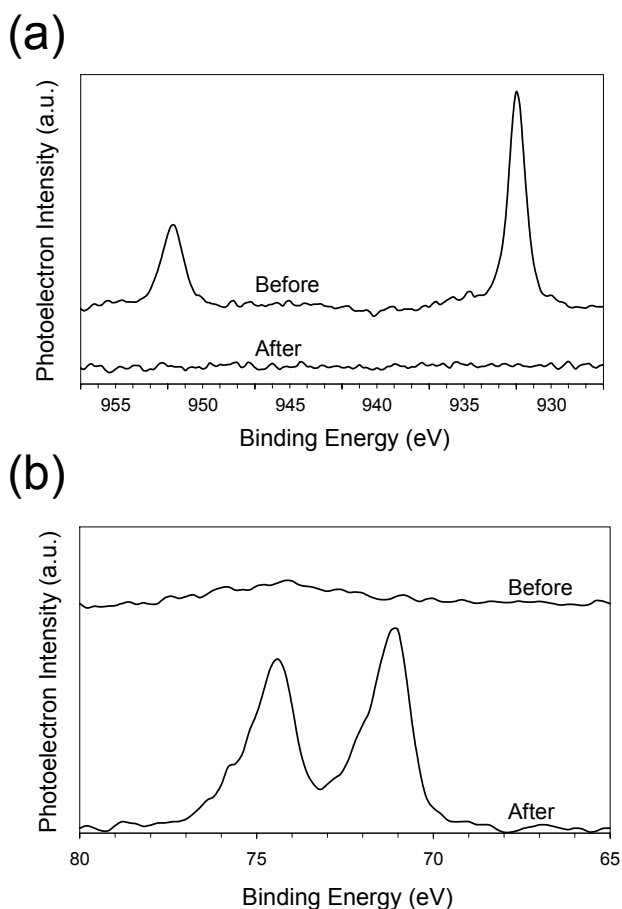 (a)
Photoelectron Intensity (a.u.)
Before
After
955 950 945 940 935 930
Binding Energy (eV)
(b)
Photoelectron Intensity (a.u.)
Before
After
80 75 70 65
Binding Energy (eV)